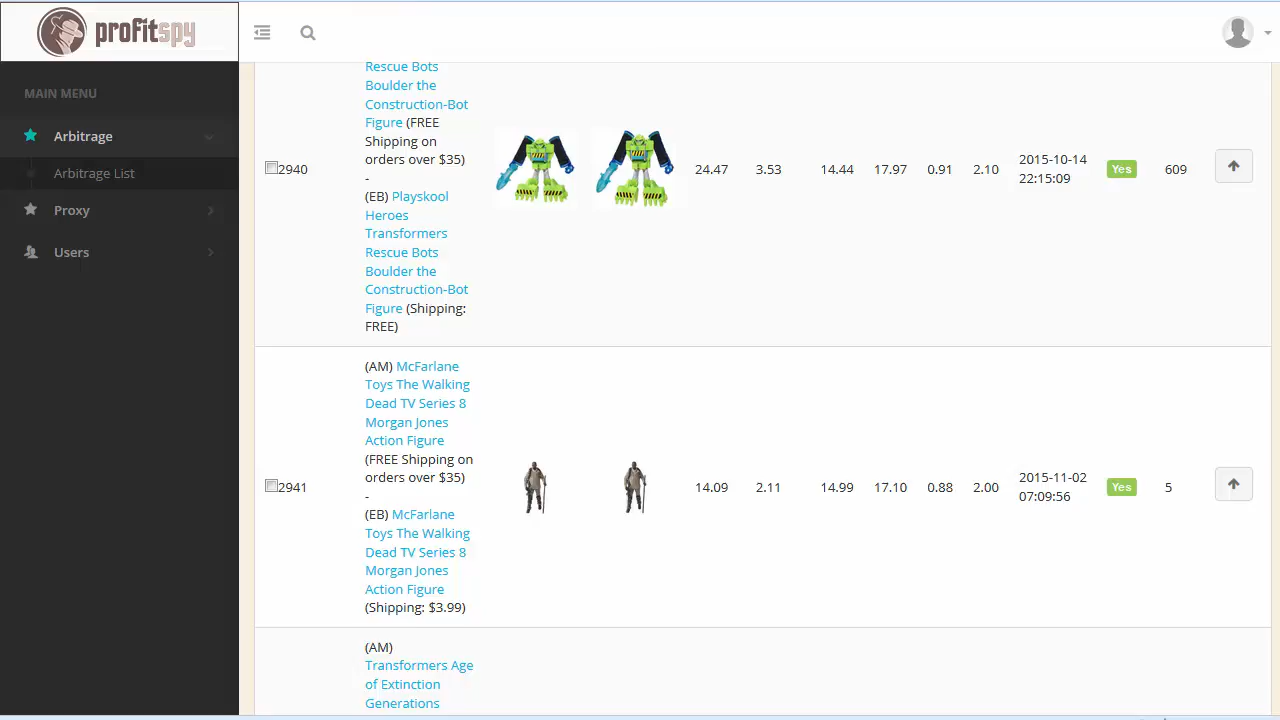 profitspy
MAIN MENU
Arbitrage
Arbitrage List
Proxy
Users
Rescue Bots
Boulder the
Construction-Bot
Figure (FREE
Shipping on
orders over $35)
-
(EB) Playskool
Heroes
Transformers
Rescue Bots
Boulder the
Construction-Bot
Figure (Shipping:
FREE)
2940
24.47 3.53 14.44 17.97 0.91 2.10 2015-10-14 Yes 609
22:15:09
(AM) McFarlane
Toys The Walking
Dead TV Series 8
Morgan Jones
Action Figure
(FREE Shipping on
orders over $35)
-
(EB) McFarlane
Toys The Walking
Dead TV Series 8
Morgan Jones
Action Figure
(Shipping: $3.99)
2941
14.09 2.11 14.99 17.10 0.88 2.00 2015-11-02 Yes 5
07:09:56
(AM)
Transformers Age
of Extinction
Generations